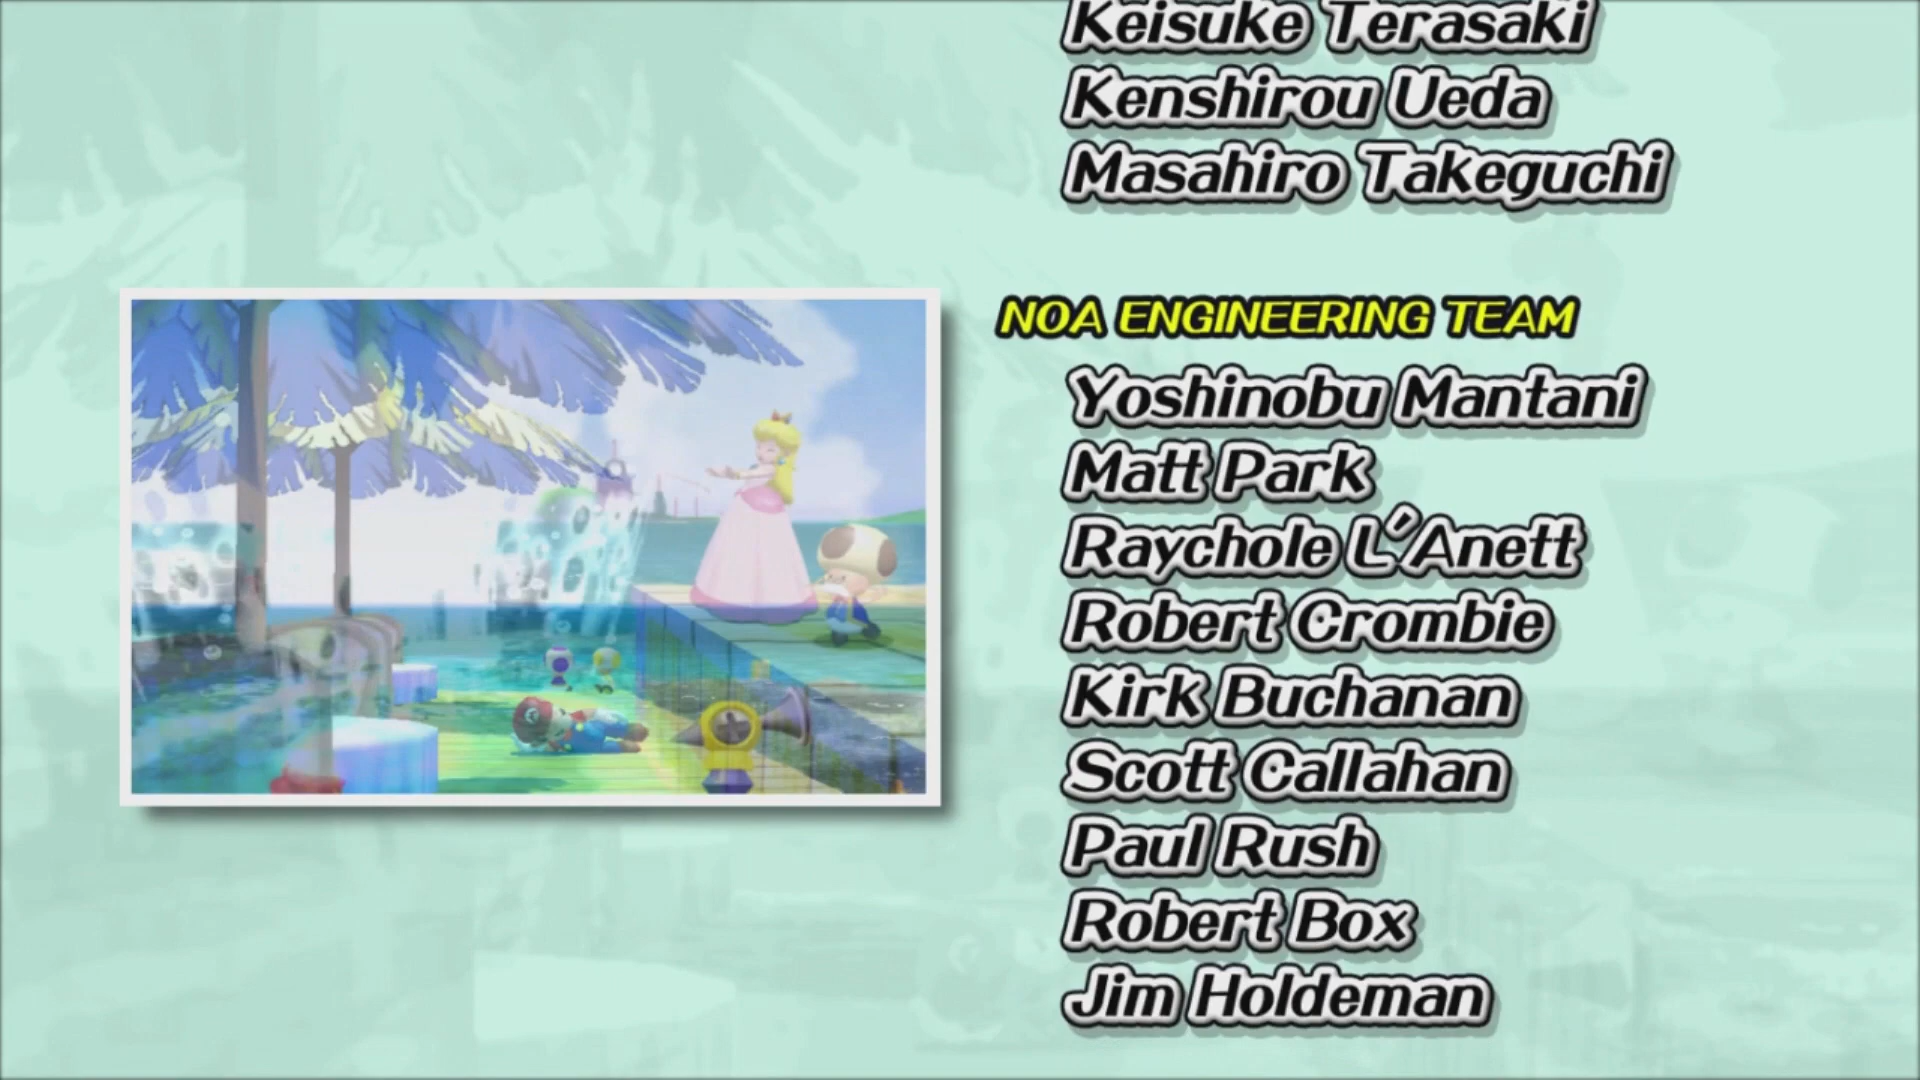 Keisuke Terasaki
Kenshirou Ueda
Masahiro Takeguchi
NOA ENGINEERING TEAM
Yoshinobu Mantani
Matt Park
Raychole L'Anett
Robert Crombie
Kirk Buchanan
Scott Callahan
Paul Rush
Robert Box
Jim Holdeman